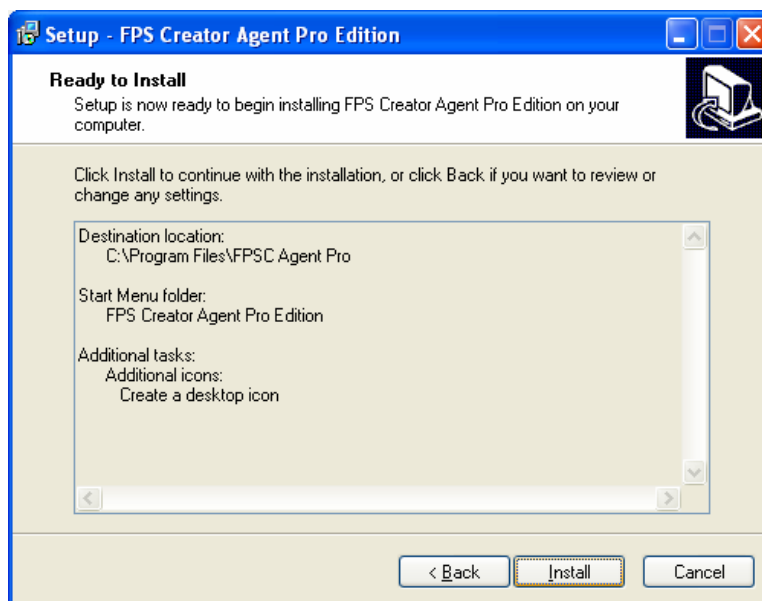 Setup - FPS Creator Agent Pro Edition
Ready to Install
Setup is now ready to begin installing FPS Creator Agent Pro Edition on your
computer.
Click Install to continue with the installation, or click Back if you want to review or
change any settings.
Destination location:
C:\Program Files\FPSC Agent Pro
Start Menu folder:
FPS Creator Agent Pro Edition
Additional tasks:
Additional icons:
Create a desktop icon
< Back
Install
Cancel